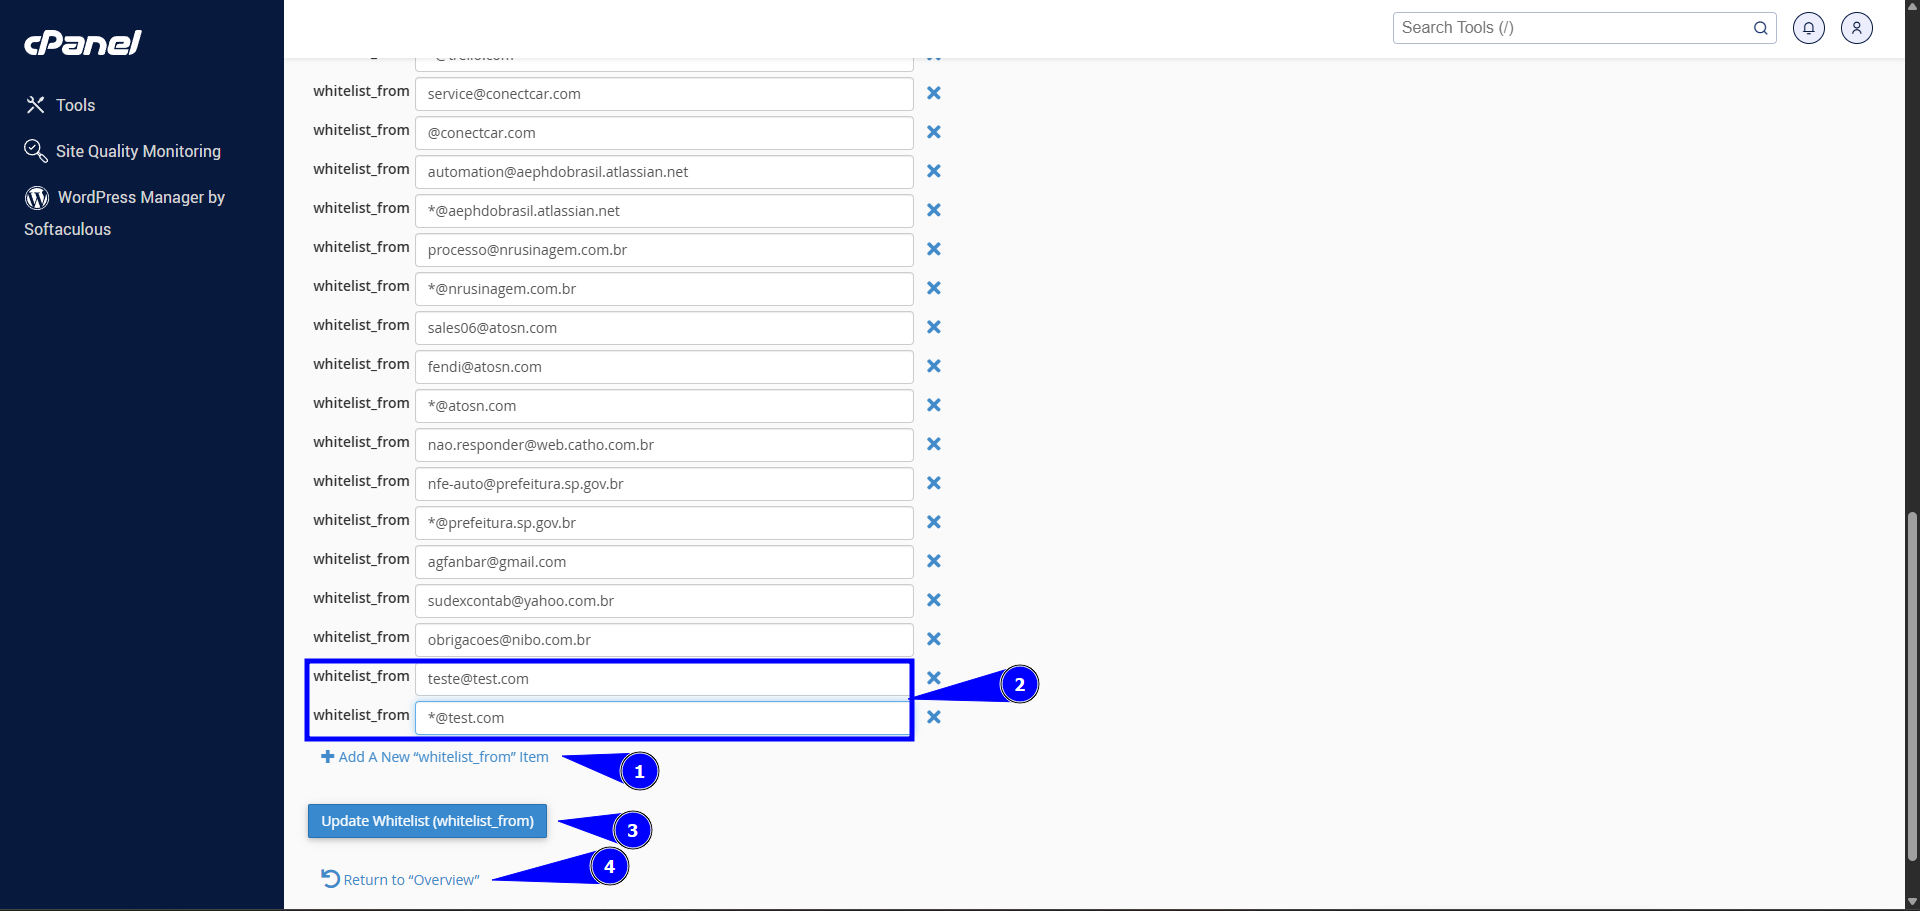 cPanel
Search Tools (/)
Tools
Site Quality Monitoring
WordPress Manager by
Softaculous
whitelist_from service@conectcar.com
whitelist_from @conectcar.com
whitelist_from automation@aephdobrasil.atlassian.net
whitelist_from *@aephdobrasil.atlassian.net
whitelist_from processo@nrusinagem.com.br
whitelist_from *@nrusinagem.com.br
whitelist_from sales06@atosn.com
whitelist_from fendi@atosn.com
whitelist_from *@atosn.com
whitelist_from nao.responder@web.catho.com.br
whitelist_from nfe-auto@prefeitura.sp.gov.br
whitelist_from *@prefeitura.sp.gov.br
whitelist_from agfanbar@gmail.com
whitelist_from sudexcontab@yahoo.com.br
whitelist_from obrigacoes@nibo.com.br
whitelist_from teste@test.com
2
whitelist_from *@test.com
Add A New “whitelist_from” Item
1
Update Whitelist (whitelist_from)
3
4
Return to “Overview”